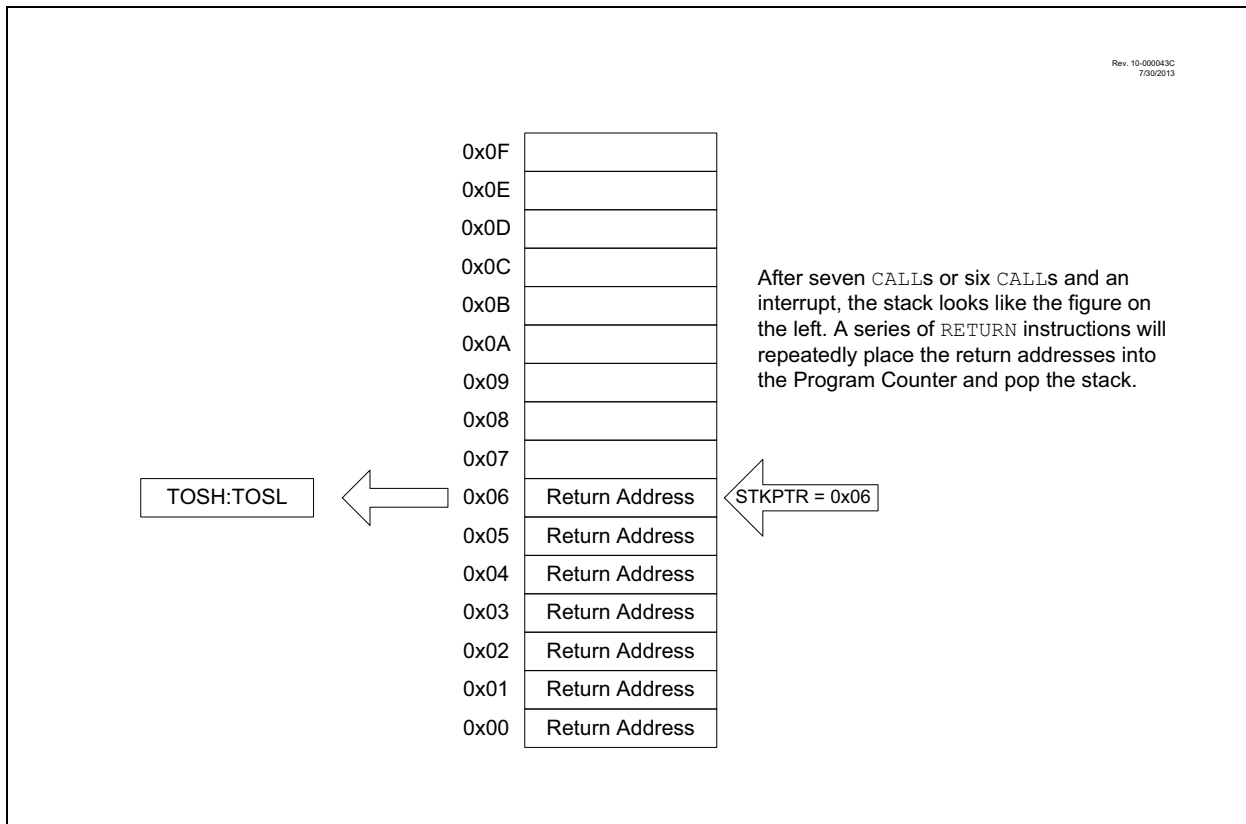 Rev. 10-000043C
7/30/2013
0x0F
0x0E
0x0D
0x0C
0x0B
0x0A
0x09
0x08
0x07
After seven CALLs or six CALLs and an
interrupt, the stack looks like the figure on
the left. A series of RETURN instructions will
repeatedly place the return addresses into
the Program Counter and pop the stack.
TOSH:TOSL
0x06 Return Address
STKPTR = 0x06
0x05 Return Address
0x04 Return Address
0x03 Return Address
0x02 Return Address
0x01 Return Address
0x00 Return Address